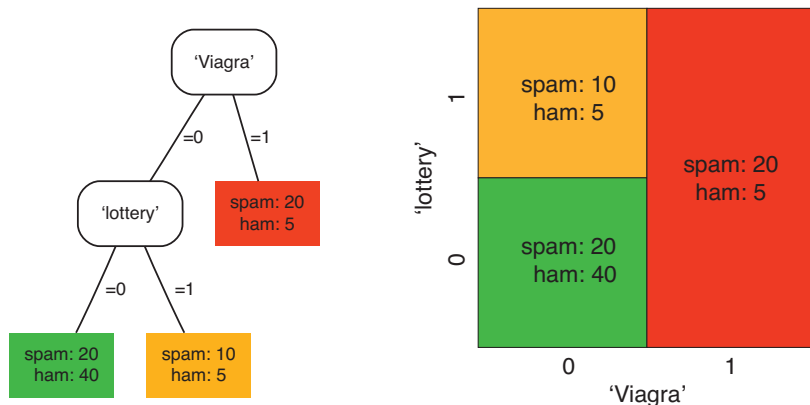 ‘Viagra’
=0
=1
‘lottery’
spam: 20
ham: 5
=0
=1
spam: 20
ham: 40
spam: 10
ham: 5
‘lottery’
1
0
spam: 10
ham: 5
spam: 20
ham: 5
spam: 20
ham: 40
0
1
‘Viagra’